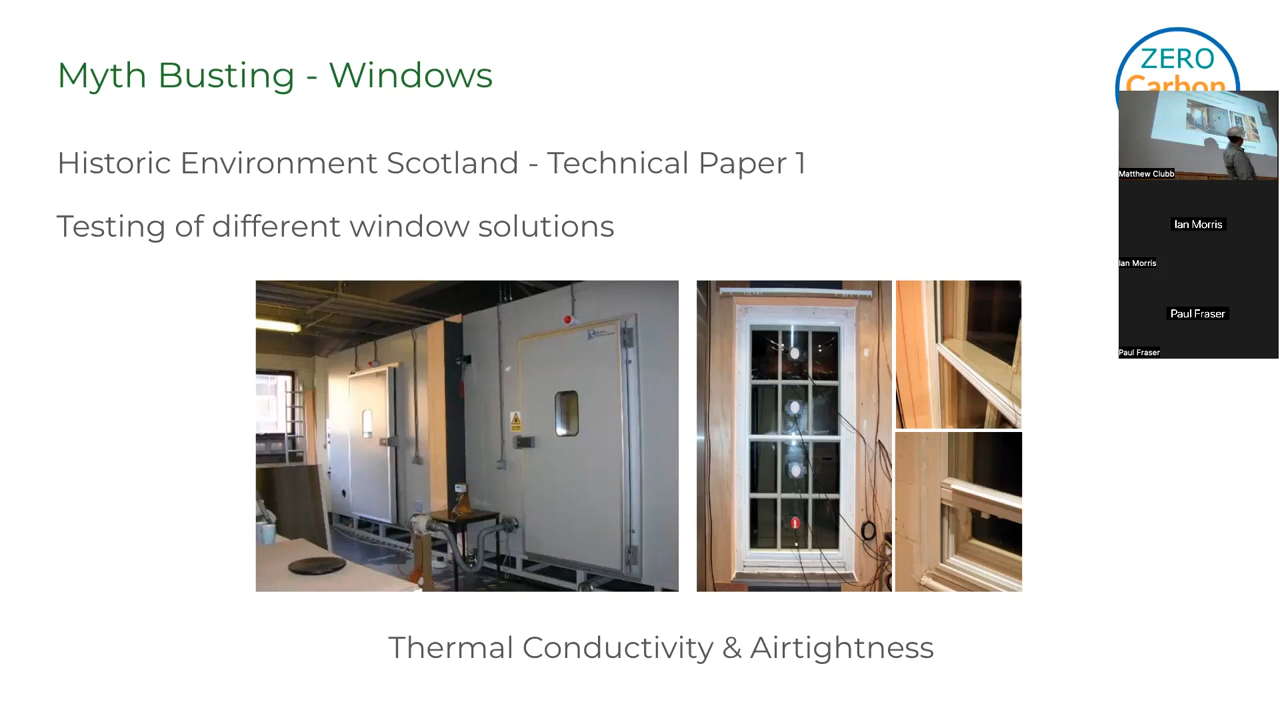 Myth Busting - Windows
ZERO
Carbon
Historic Environment Scotland - Technical Paper 1
Testing of different window solutions
Matthew Clubb
Ian Morris
Ian Morris
Paul Fraser
Paul Fraser
Thermal Conductivity & Airtightness